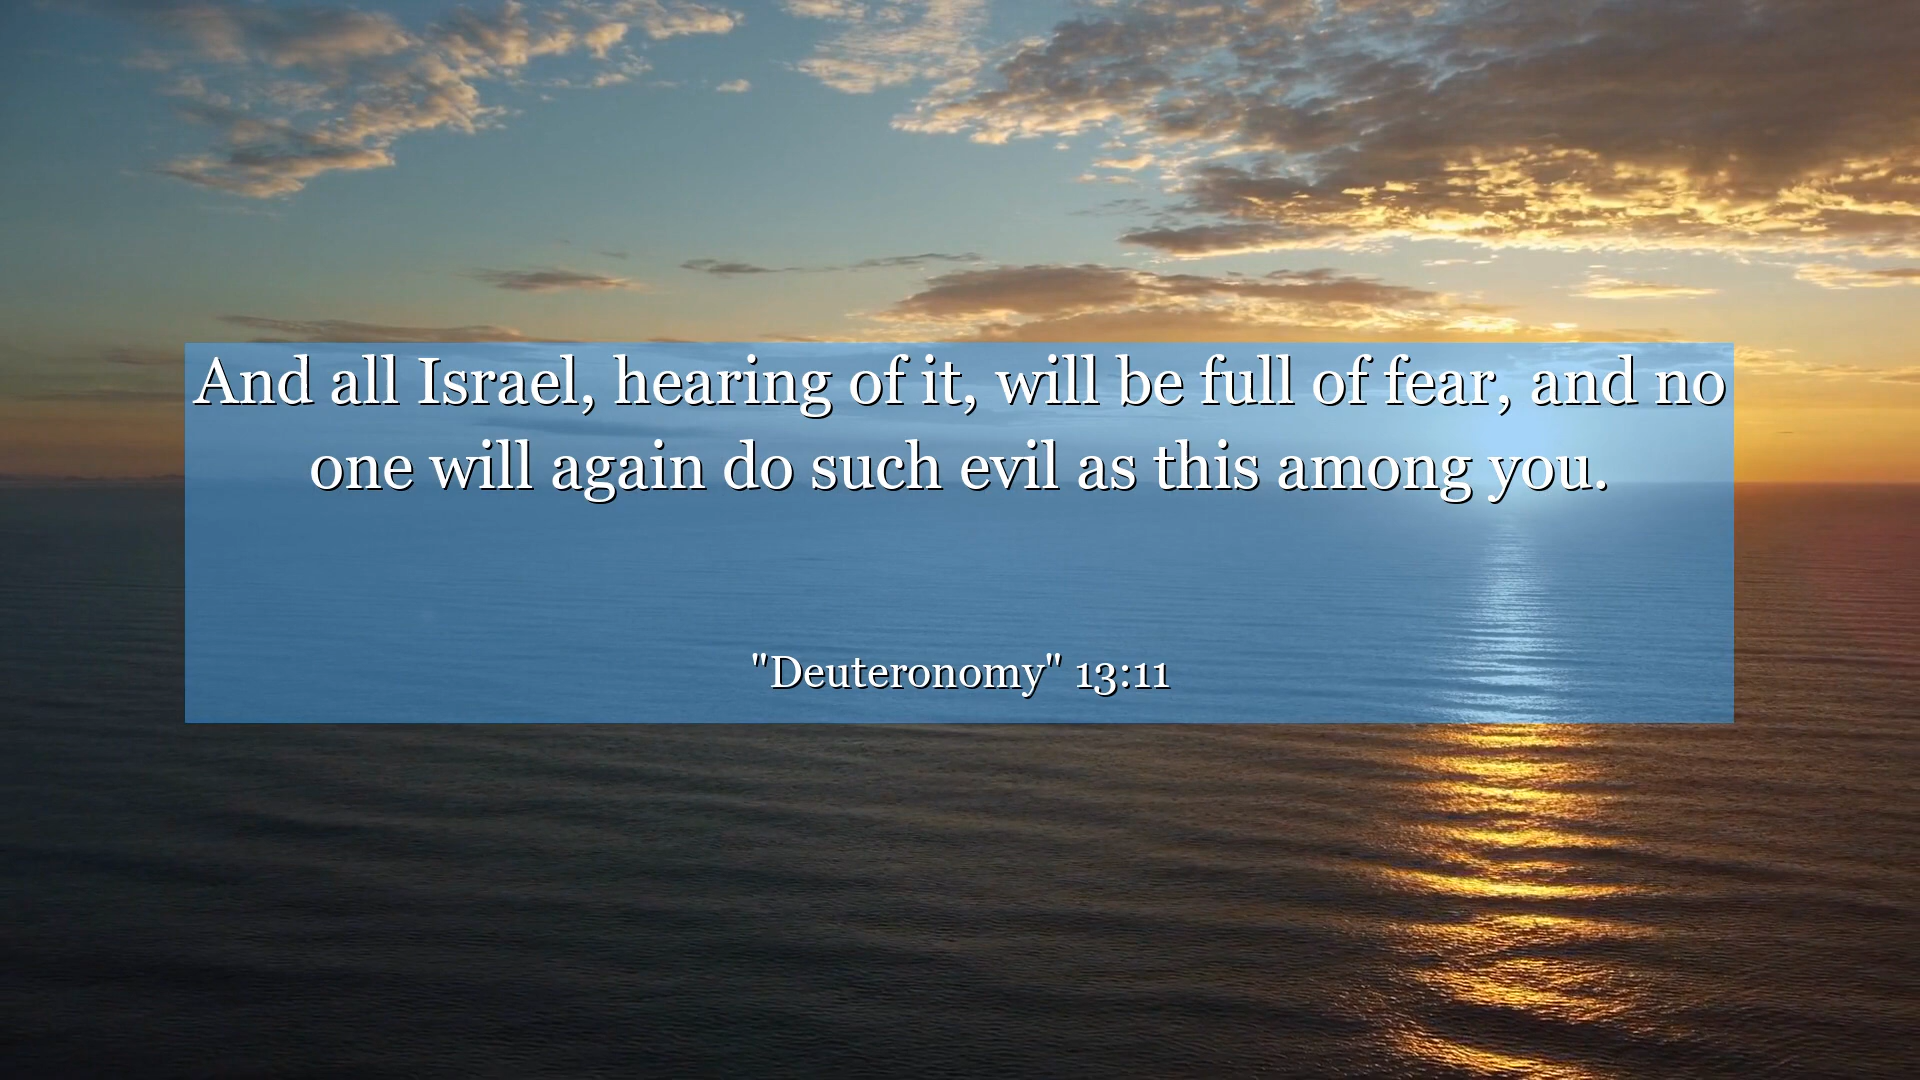 And all Israel, hearing of it, will be full of fear, and no
one will again do such evil as this among you.
"Deuteronomy" 13:11